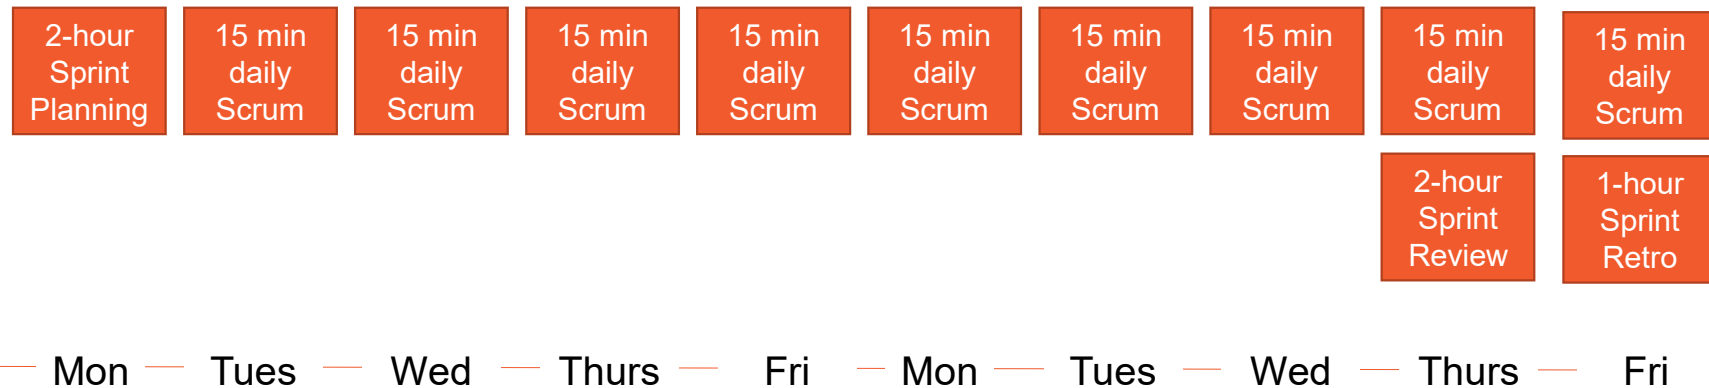 2-hour
Sprint
Planning
15 min
daily
Scrum
15 min
daily
Scrum
15 min
daily
Scrum
15 min
daily
Scrum
15 min
daily
Scrum
15 min
daily
Scrum
15 min
daily
Scrum
15 min
daily
Scrum
15 min
daily
Scrum
2-hour
Sprint
Review
1-hour
Sprint
Retro
Mon Tues Wed Thurs Fri Mon Tues Wed Thurs Fri